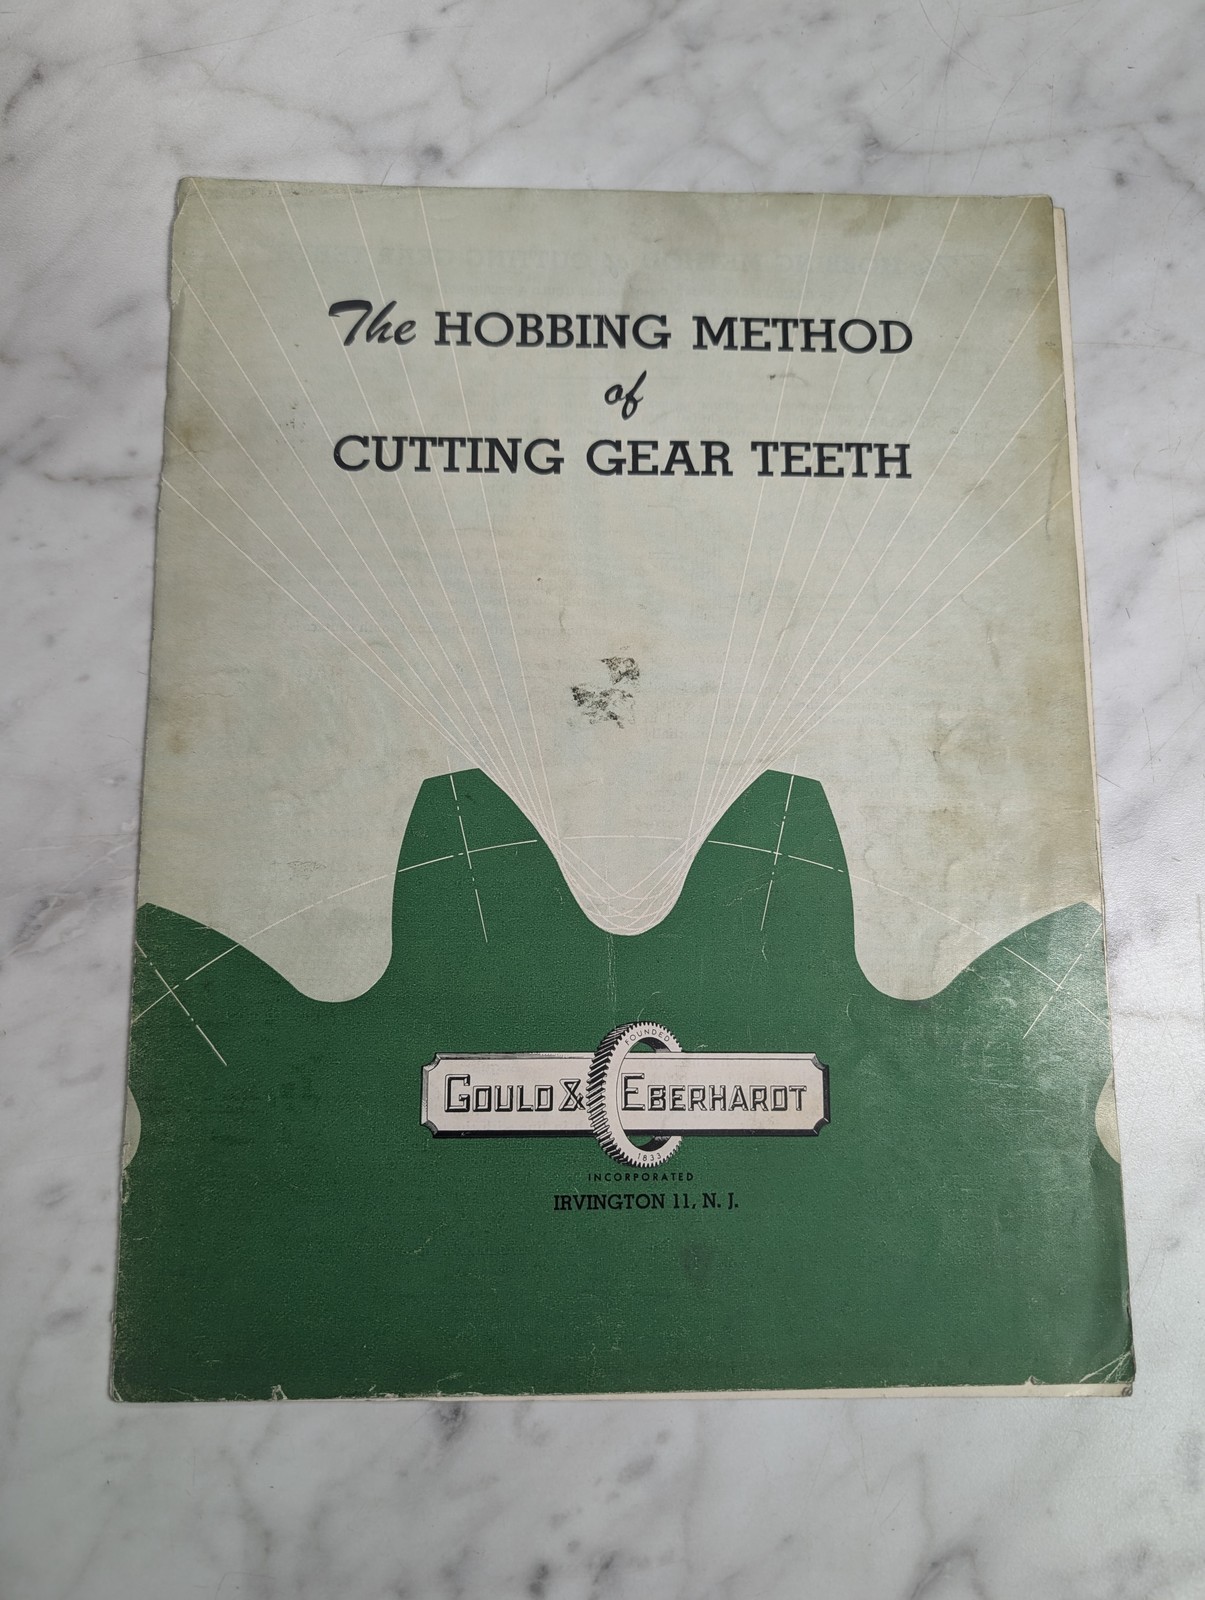 The HOBBING METHOD
of
CUTTING GEAR TEETH
FOUNDED
GOULD & EBERHARDT
1833
INCORPORATED
IRVINGTON 11, N. J.